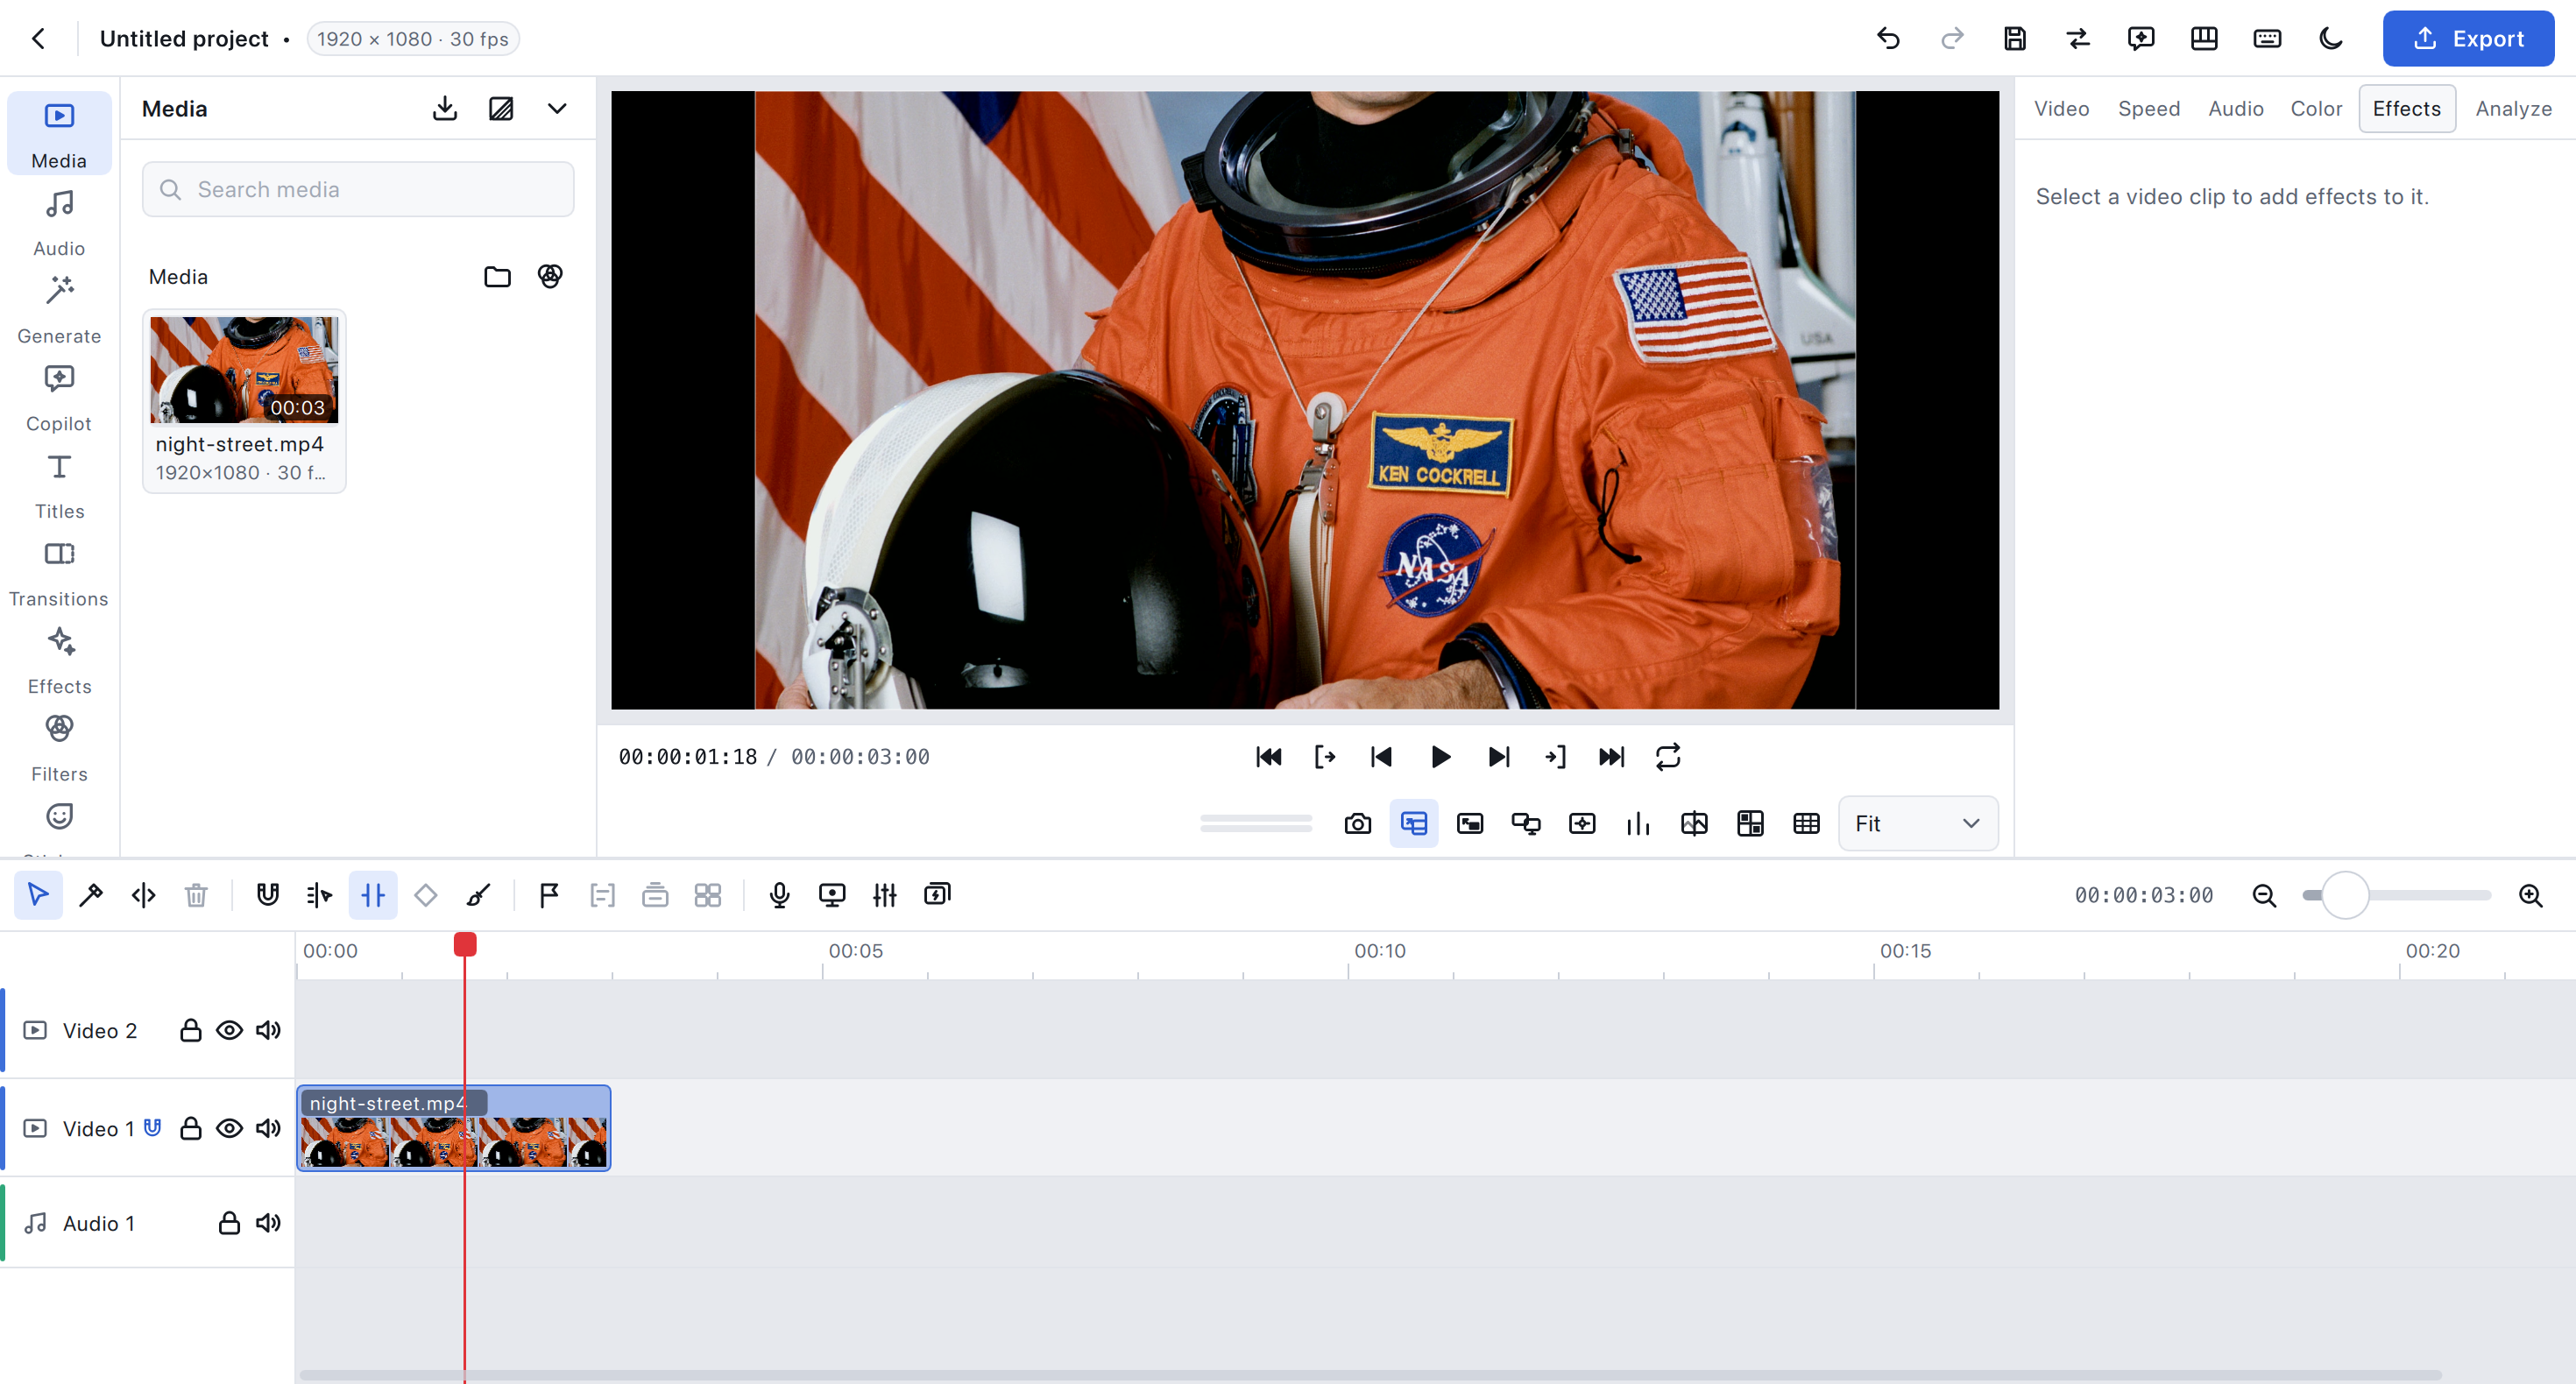 Untitled project •
1920 × 1080 · 30 fps
Export
Media
Audio
Generate
Copilot
Titles
Transitions
Effects
Filters
Media
Search media
Media
00:03
night-street.mp4
1920×1080 · 30 f...
USA
KEN COCKRELL
NASA
00:00:01:18 / 00:00:03:00
Fit
Video
Speed
Audio
Color
Effects
Analyze
Select a video clip to add effects to it.
00:00:03:00
00:00
00:05
00:10
00:15
00:20
Video 2
Video 1
night-street.mp4
Audio 1